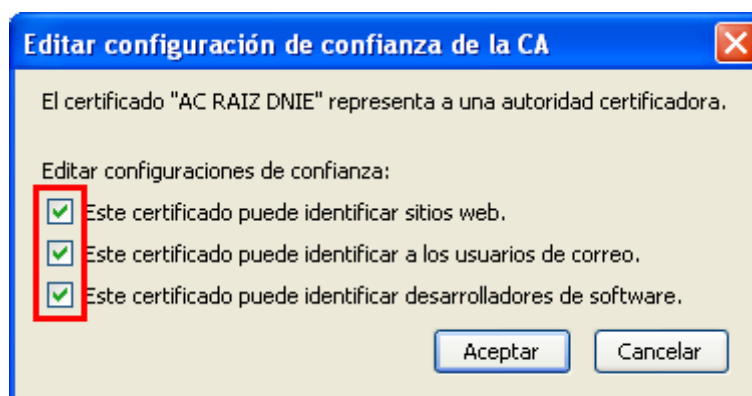 Editar configuración de confianza de la CA
El certificado "AC RAIZ DNIE" representa a una autoridad certificadora.
Editar configuraciones de confianza:
Este certificado puede identificar sitios web.
Este certificado puede identificar a los usuarios de correo.
Este certificado puede identificar desarrolladores de software.
Aceptar Cancelar